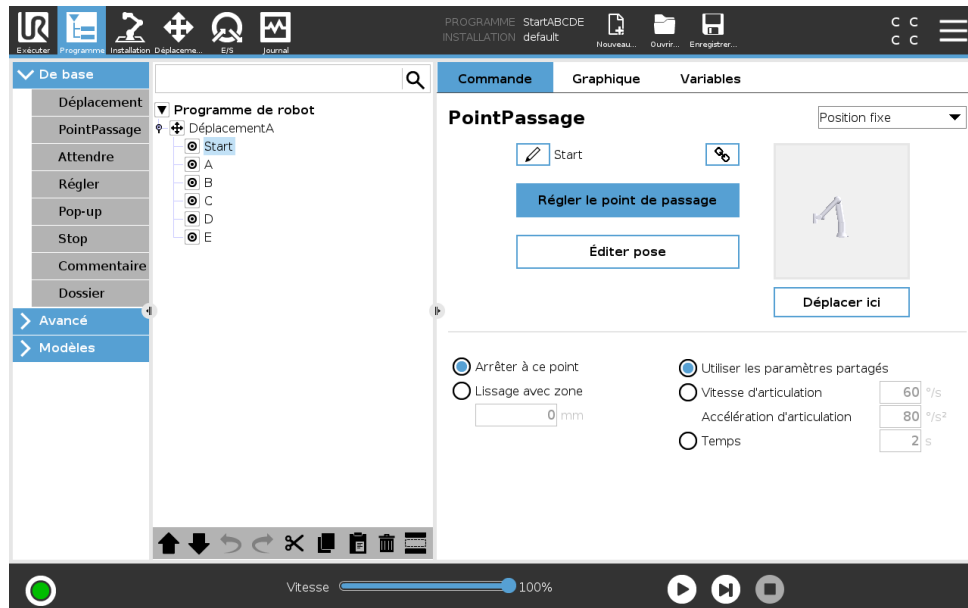 PROGRAMME StartABCDE
INSTALLATION default
UR
Exécuter
Programme
Installation
Déplaceme...
E/S
Journal
Nouveau...
Ouvrir...
Enregistrer...
C C
C C
De base
Déplacement
PointPassage
Attendre
Régler
Pop-up
Stop
Commentaire
Dossier
Avancé
Modèles
Programme de robot
DéplacementA
Start
A
B
C
D
E
Commande
Graphique
Variables
PointPassage
Position fixe
Start
Régler le point de passage
Éditer pose
Déplacer ici
Arrêter à ce point
Lissage avec zone
0 mm
Utiliser les paramètres partagés
Vitesse d'articulation 60 °/s
Accélération d'articulation 80 °/s²
Temps 2 s
Vitesse 100%